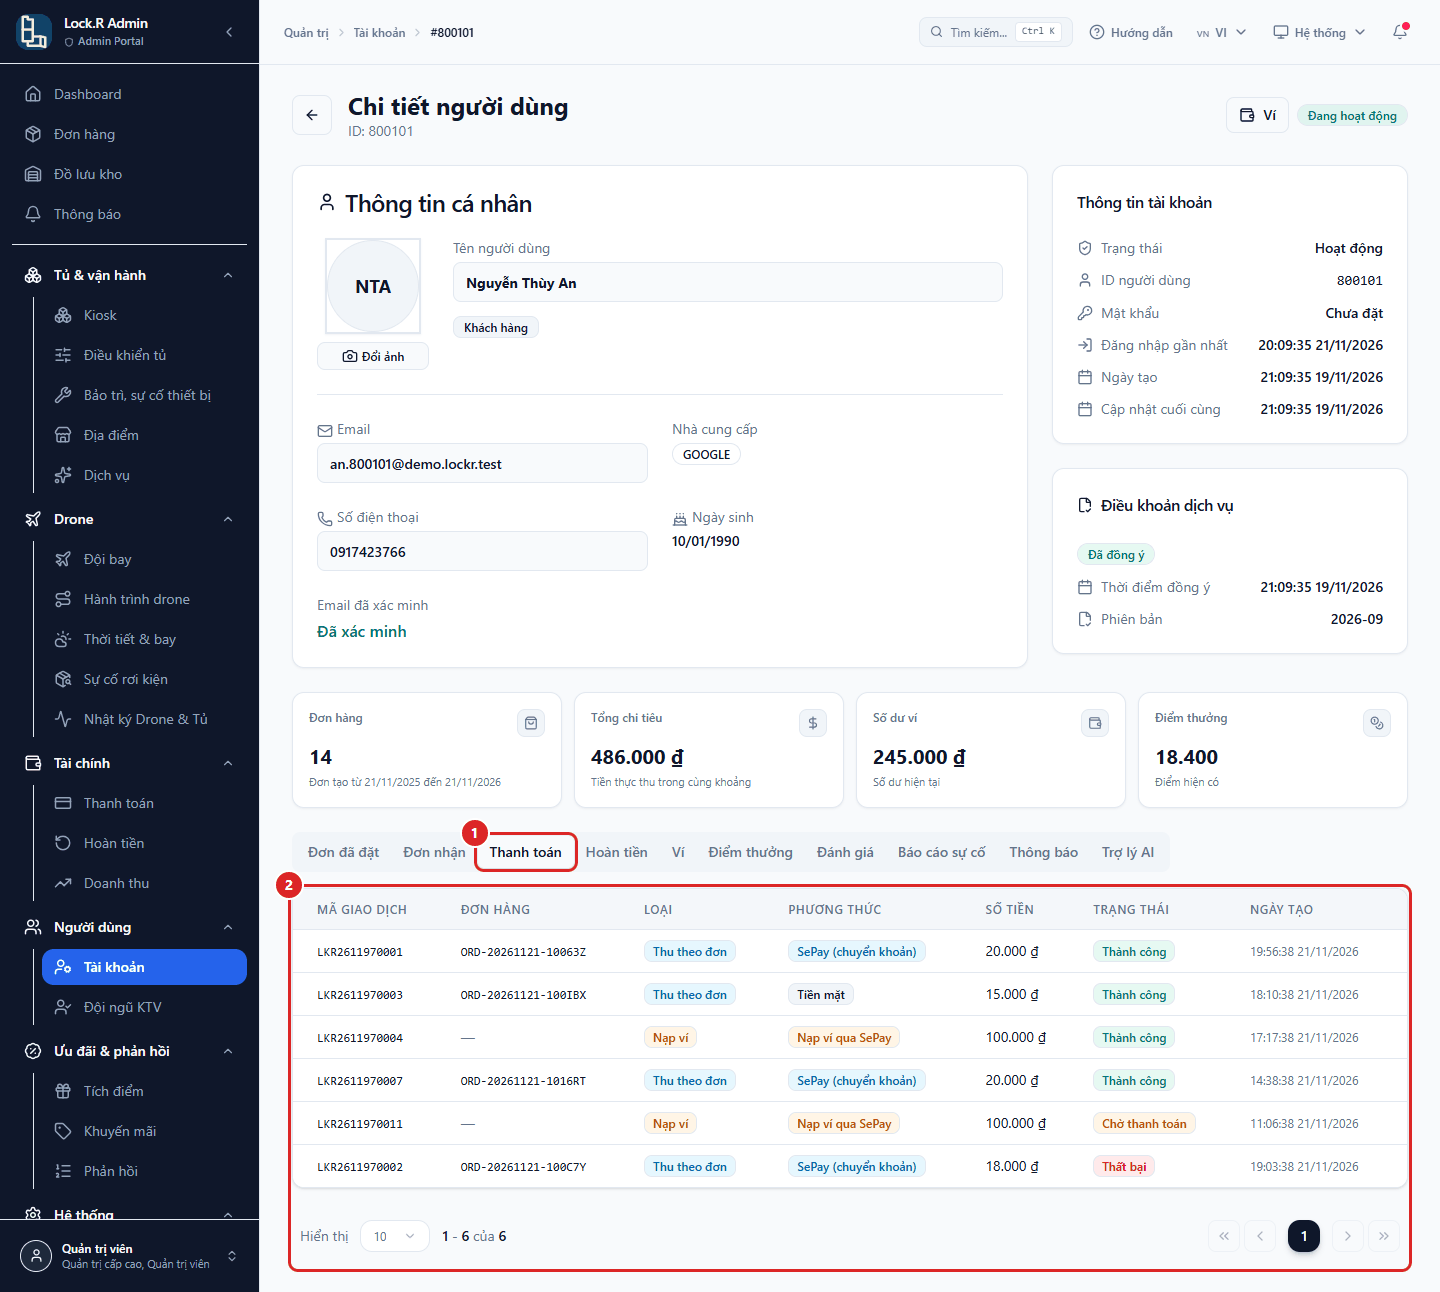 Lock.R Admin
Admin Portal
Dashboard
Đơn hàng
Đồ lưu kho
Thông báo
Tủ & vận hành
Kiosk
Điều khiển tủ
Bảo trì, sự cố thiết bị
Địa điểm
Dịch vụ
Drone
Đội bay
Hành trình drone
Thời tiết & bay
Sự cố rơi kiện
Nhật ký Drone & Tủ
Tài chính
Thanh toán
Hoàn tiền
Doanh thu
Người dùng
Tài khoản
Đội ngũ KTV
Ưu đãi & phản hồi
Tích điểm
Khuyến mãi
Phản hồi
Hệ thống
Quản trị viên
Quản trị cấp cao, Quản trị viên
Quản trị > Tài khoản > #800101
Tìm kiếm... Ctrl K
Hướng dẫn
VN VI
Hệ thống
Chi tiết người dùng
ID: 800101
Ví
Đang hoạt động
Thông tin cá nhân
NTA
Đổi ảnh
Tên người dùng
Nguyễn Thùy An
Khách hàng
Email
an.800101@demo.lockr.test
Nhà cung cấp
GOOGLE
Số điện thoại
0917423766
Ngày sinh
10/01/1990
Email đã xác minh
Đã xác minh
Thông tin tài khoản
Trạng thái Hoạt động
ID người dùng 800101
Mật khẩu Chưa đặt
Đăng nhập gần nhất 20:09:35 21/11/2026
Ngày tạo 21:09:35 19/11/2026
Cập nhật cuối cùng 21:09:35 19/11/2026
Điều khoản dịch vụ
Đã đồng ý
Thời điểm đồng ý 21:09:35 19/11/2026
Phiên bản 2026-09
Đơn hàng
14
Đơn tạo từ 21/11/2025 đến 21/11/2026
Tổng chi tiêu
486.000 ₫
Tiền thực thu trong cùng khoảng
Số dư ví
245.000 ₫
Số dư hiện tại
Điểm thưởng
18.400
Điểm hiện có
1
Đơn đã đặt Đơn nhận Thanh toán Hoàn tiền Ví Điểm thưởng Đánh giá Báo cáo sự cố Thông báo Trợ lý AI
2
MÃ GIAO DỊCH ĐƠN HÀNG LOẠI PHƯƠNG THỨC SỐ TIỀN TRẠNG THÁI NGÀY TẠO
LKR2611970001 ORD-20261121-10063Z Thu theo đơn SePay (chuyển khoản) 20.000 ₫ Thành công 19:56:38 21/11/2026
LKR2611970003 ORD-20261121-100IBX Thu theo đơn Tiền mặt 15.000 ₫ Thành công 18:10:38 21/11/2026
LKR2611970004 — Nạp ví Nạp ví qua SePay 100.000 ₫ Thành công 17:17:38 21/11/2026
LKR2611970007 ORD-20261121-1016RT Thu theo đơn SePay (chuyển khoản) 20.000 ₫ Thành công 14:38:38 21/11/2026
LKR2611970011 — Nạp ví Nạp ví qua SePay 100.000 ₫ Chờ thanh toán 11:06:38 21/11/2026
LKR2611970002 ORD-20261121-100C7Y Thu theo đơn SePay (chuyển khoản) 18.000 ₫ Thất bại 19:03:38 21/11/2026
Hiển thị 10 1 - 6 của 6
« ‹ 1 › »